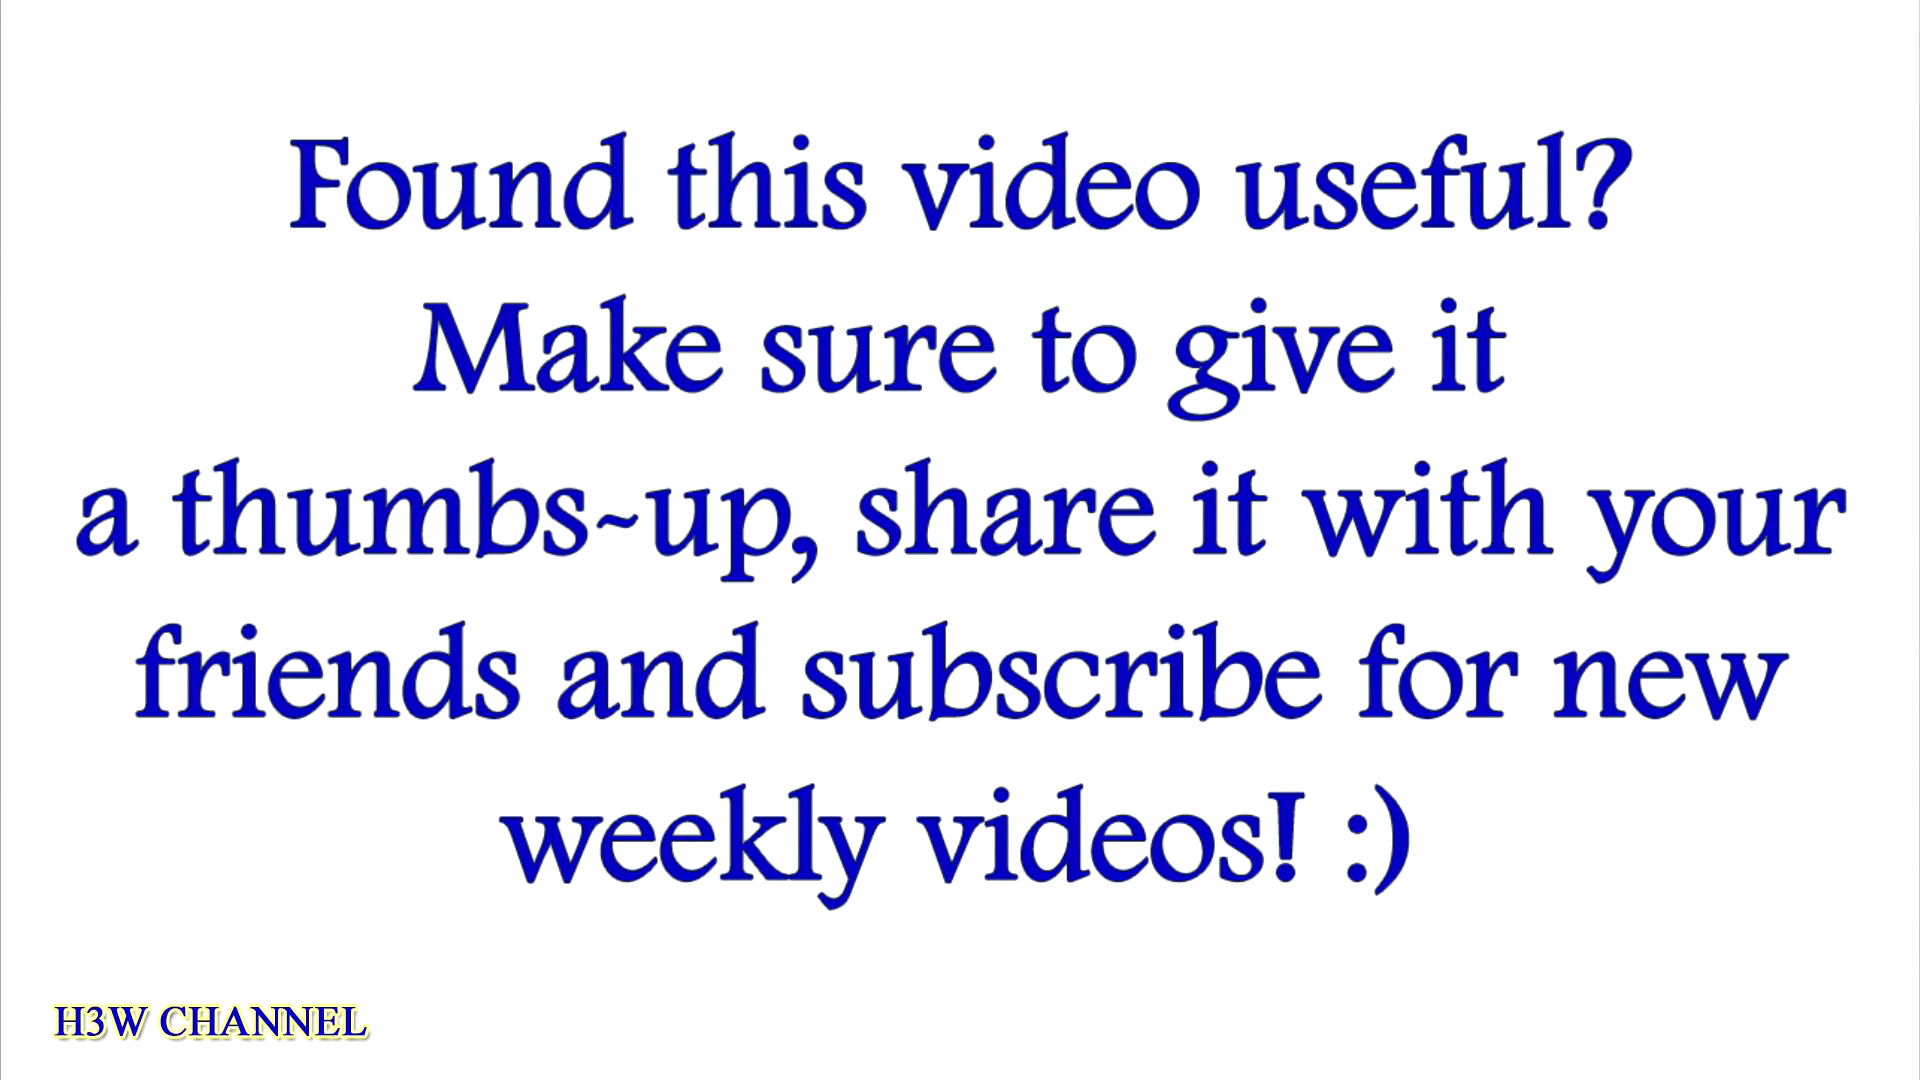 Found this video useful?
Make sure to give it
a thumbs-up, share it with your
friends and subscribe for new
weekly videos! :)
H3W CHANNEL